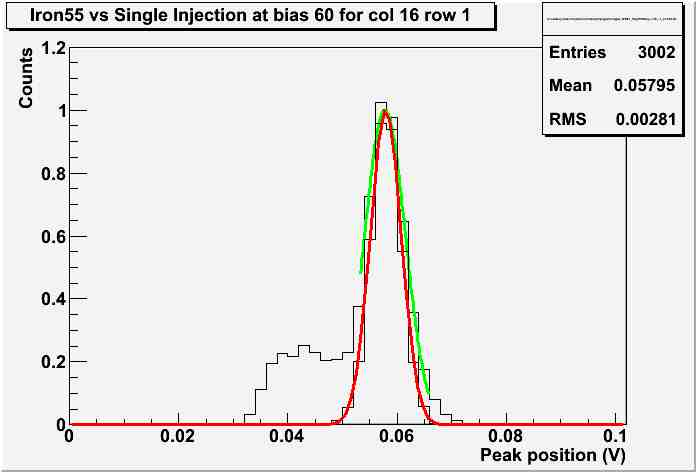 Iron55 vs Single Injection at bias 60 for col 16 row 1
Entries 3002
Mean 0.05795
RMS 0.00281
Counts
1.2
1
0.8
0.6
0.4
0.2
0
0 0.02 0.04 0.06 0.08 0.1
Peak position (V)